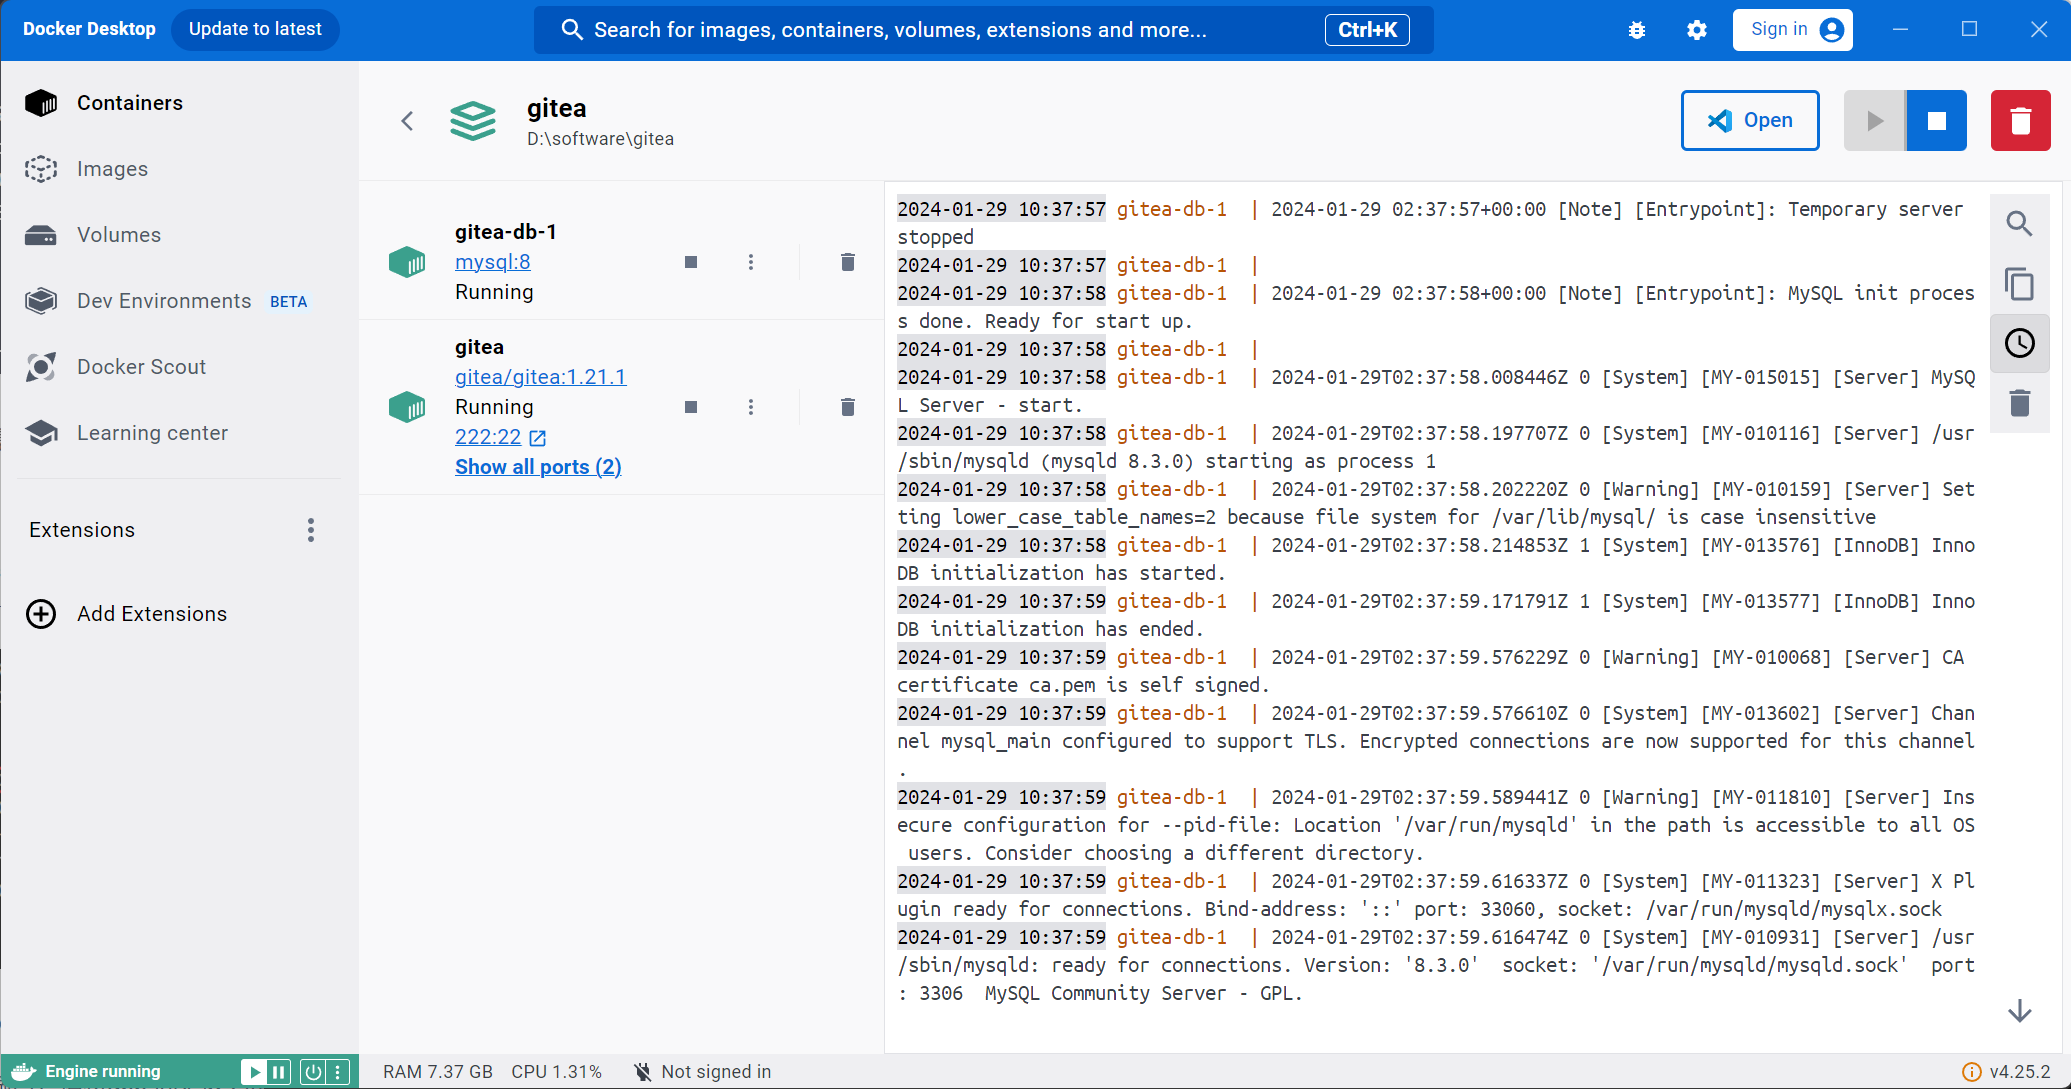 Docker Desktop
Update to latest
Search for images, containers, volumes, extensions and more...
Ctrl+K
Sign in
Containers
Images
Volumes
Dev Environments BETA
Docker Scout
Learning center
Extensions
Add Extensions
gitea
D:\software\gitea
Open
gitea-db-1
mysql:8
Running
gitea
gitea/gitea:1.21.1
Running
222:22
Show all ports (2)
2024-01-29 10:37:57 gitea-db-1  | 2024-01-29 02:37:57+00:00 [Note] [Entrypoint]: Temporary server
stopped
2024-01-29 10:37:57 gitea-db-1  |
2024-01-29 10:37:58 gitea-db-1  | 2024-01-29 02:37:58+00:00 [Note] [Entrypoint]: MySQL init proces
s done. Ready for start up.
2024-01-29 10:37:58 gitea-db-1  |
2024-01-29 10:37:58 gitea-db-1  | 2024-01-29T02:37:58.008446Z 0 [System] [MY-015015] [Server] MySQ
L Server - start.
2024-01-29 10:37:58 gitea-db-1  | 2024-01-29T02:37:58.197707Z 0 [System] [MY-010116] [Server] /usr
/sbin/mysqld (mysqld 8.3.0) starting as process 1
2024-01-29 10:37:58 gitea-db-1  | 2024-01-29T02:37:58.202220Z 0 [Warning] [MY-010159] [Server] Set
ting lower_case_table_names=2 because file system for /var/lib/mysql/ is case insensitive
2024-01-29 10:37:58 gitea-db-1  | 2024-01-29T02:37:58.214853Z 1 [System] [MY-013576] [InnoDB] Inno
DB initialization has started.
2024-01-29 10:37:59 gitea-db-1  | 2024-01-29T02:37:59.171791Z 1 [System] [MY-013577] [InnoDB] Inno
DB initialization has ended.
2024-01-29 10:37:59 gitea-db-1  | 2024-01-29T02:37:59.576229Z 0 [Warning] [MY-010068] [Server] CA
certificate ca.pem is self signed.
2024-01-29 10:37:59 gitea-db-1  | 2024-01-29T02:37:59.576610Z 0 [System] [MY-013602] [Server] Chan
nel mysql_main configured to support TLS. Encrypted connections are now supported for this channel
.
2024-01-29 10:37:59 gitea-db-1  | 2024-01-29T02:37:59.589441Z 0 [Warning] [MY-011810] [Server] Ins
ecure configuration for --pid-file: Location '/var/run/mysqld' in the path is accessible to all OS
 users. Consider choosing a different directory.
2024-01-29 10:37:59 gitea-db-1  | 2024-01-29T02:37:59.616337Z 0 [System] [MY-011323] [Server] X Pl
ugin ready for connections. Bind-address: '::' port: 33060, socket: /var/run/mysqld/mysqlx.sock
2024-01-29 10:37:59 gitea-db-1  | 2024-01-29T02:37:59.616474Z 0 [System] [MY-010931] [Server] /usr
/sbin/mysqld: ready for connections. Version: '8.3.0'  socket: '/var/run/mysqld/mysqld.sock'  port
: 3306  MySQL Community Server - GPL.
Engine running
RAM 7.37 GB CPU 1.31% Not signed in
v4.25.2